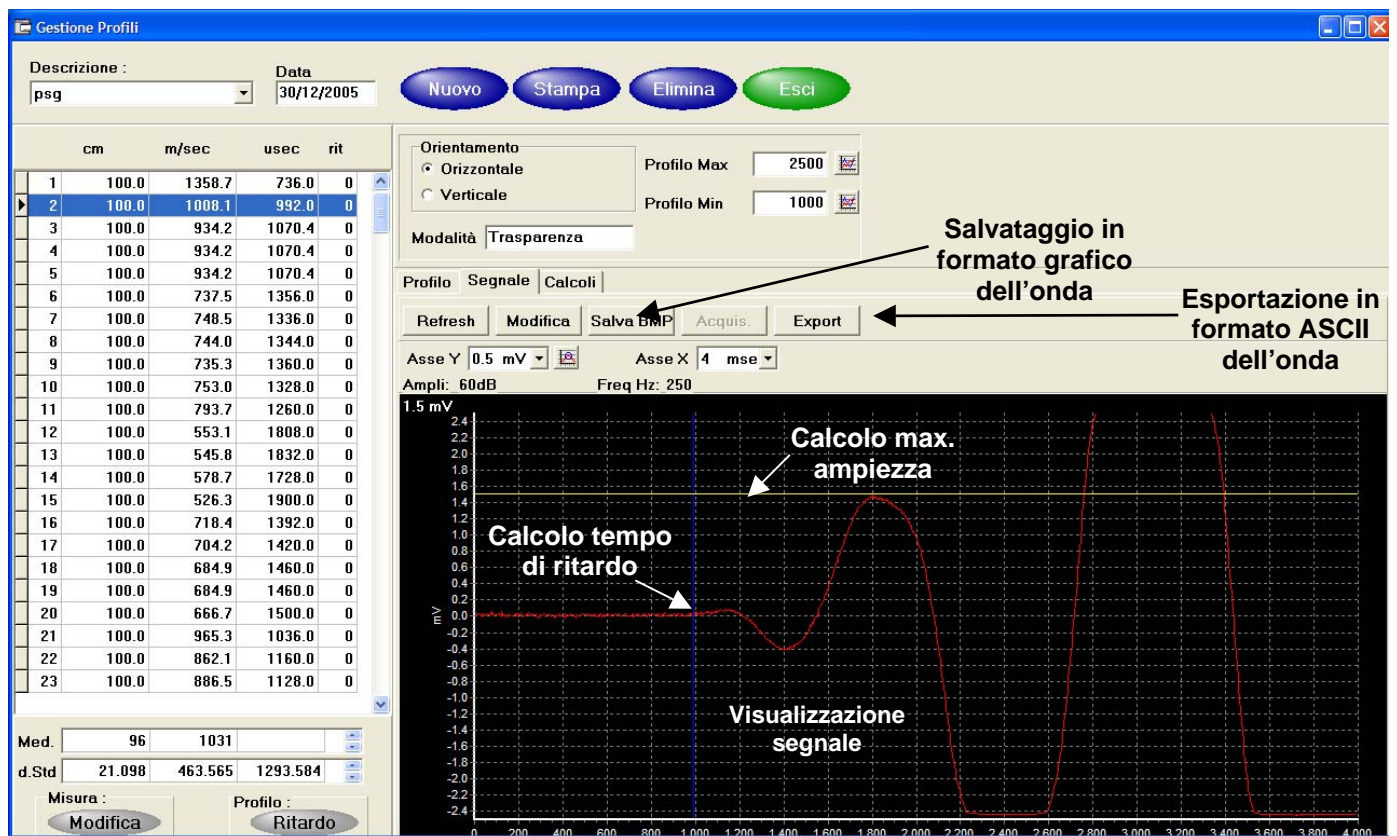 Gestione Profili
Descrizione :
psg
Data
30/12/2005
Nuovo
Stampa
Elimina
Esci
cm m/sec usec rit
1 100.0 1358.7 736.0 0
2 100.0 1008.1 992.0 0
3 100.0 934.2 1070.4 0
4 100.0 934.2 1070.4 0
5 100.0 934.2 1070.4 0
6 100.0 737.5 1356.0 0
7 100.0 748.5 1336.0 0
8 100.0 744.0 1344.0 0
9 100.0 735.3 1360.0 0
10 100.0 753.0 1328.0 0
11 100.0 793.7 1260.0 0
12 100.0 553.1 1808.0 0
13 100.0 545.8 1832.0 0
14 100.0 578.7 1728.0 0
15 100.0 526.3 1900.0 0
16 100.0 718.4 1392.0 0
17 100.0 704.2 1420.0 0
18 100.0 684.9 1460.0 0
19 100.0 684.9 1460.0 0
20 100.0 666.7 1500.0 0
21 100.0 965.3 1036.0 0
22 100.0 862.1 1160.0 0
23 100.0 886.5 1128.0 0
Med. 96 1031
d.Std 21.098 463.565 1293.584
Misura :
Modifica
Profilo :
Ritardo
Orientamento
Orizzontale
Verticale
Profilo Max 2500
Profilo Min 1000
Modalità Trasparenza
Salvataggio in
formato grafico
dell'onda
Esportazione in
formato ASCII
dell'onda
Profilo Segnale Calcoli
Refresh Modifica Salva BMP Acquis. Export
Asse Y 0.5 mV Asse X 4 mse
Ampli: 60dB Freq Hz: 250
1.5 mV
2.4
2.2
2.0
1.8
1.6
1.4
1.2
1.0
0.8
0.6
0.4
0.2
0.0
-0.2
-0.4
-0.6
-0.8
-1.0
-1.2
-1.4
-1.6
-1.8
-2.0
-2.2
-2.4
mV
Calcolo max.
ampiezza
Calcolo tempo
di ritardo
Visualizzazione
segnale
0 200 400 600 800 1.000 1.200 1.400 1.600 1.800 2.000 2.200 2.400 2.600 2.800 3.000 3.200 3.400 3.600 3.800 4.000